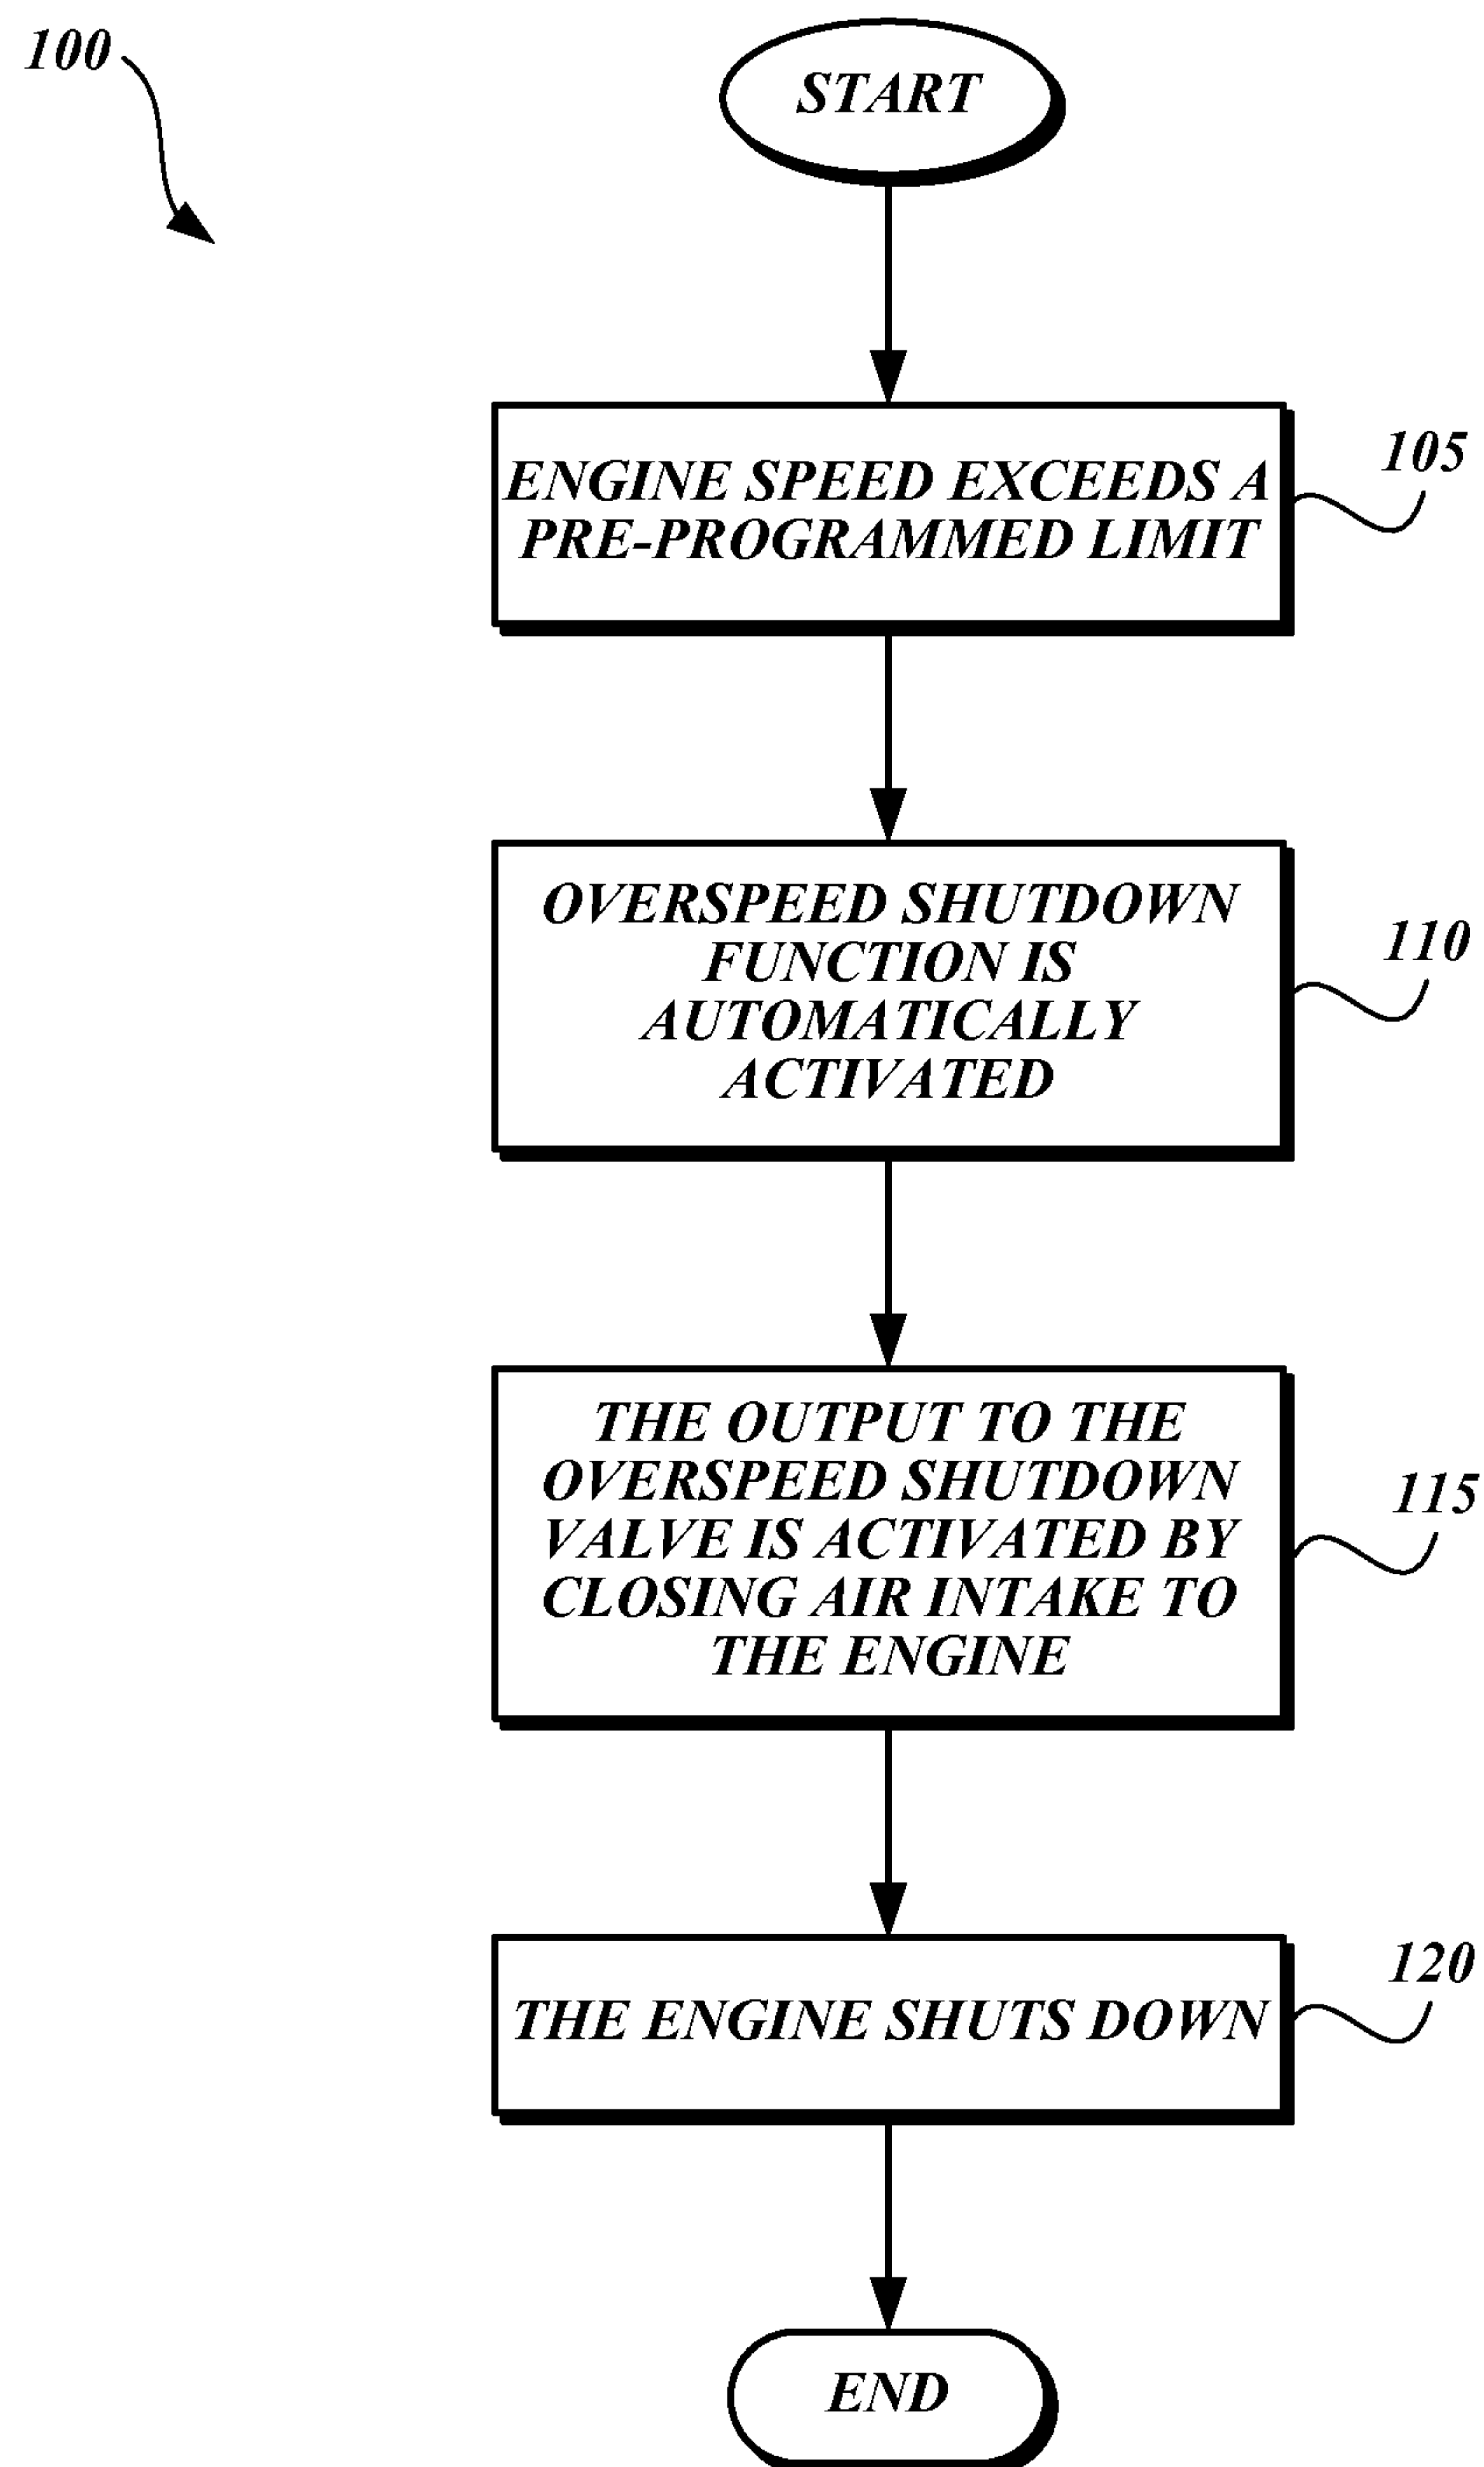 100
START
ENGINE SPEED EXCEEDS A
PRE-PROGRAMMED LIMIT
105
OVERSPEED SHUTDOWN
FUNCTION IS
AUTOMATICALLY
ACTIVATED
110
THE OUTPUT TO THE
OVERSPEED SHUTDOWN
VALVE IS ACTIVATED BY
CLOSING AIR INTAKE TO
THE ENGINE
115
THE ENGINE SHUTS DOWN
120
END